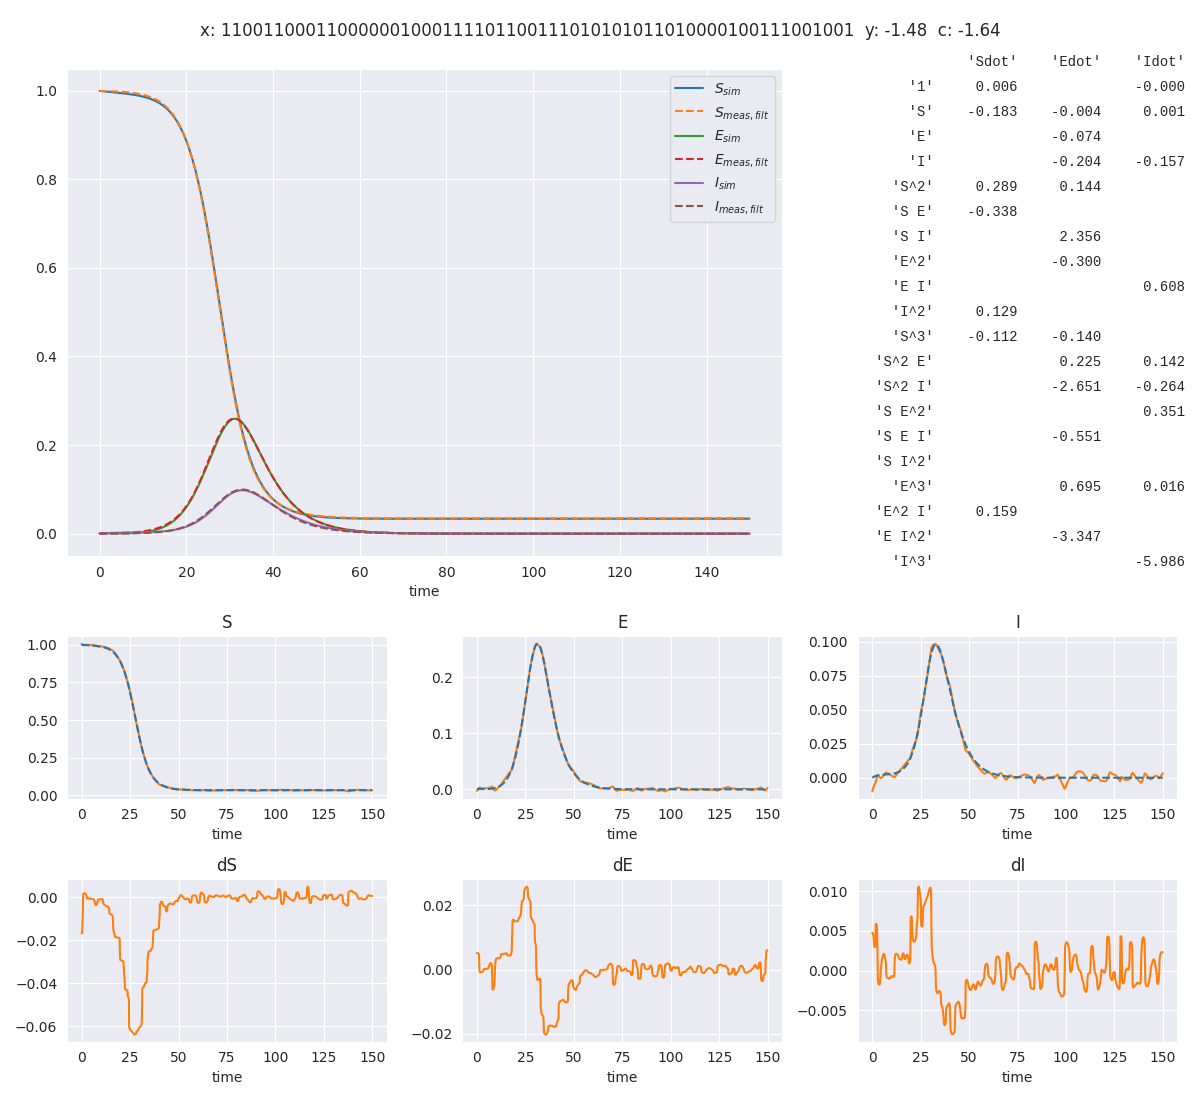 x: 110011000110000001000111101100111010101011010000100111001001 y: -1.48 c: -1.64
1.0
0.8
0.6
0.4
0.2
0.0
0 20 40 60 80 100 120 140
time
S_sim
S_meas,filt
E_sim
E_meas,filt
I_sim
I_meas,filt
'Sdot' 'Edot' 'Idot'
'1' 0.006 -0.000
'S' -0.183 -0.004 0.001
'E' -0.074
'I' -0.204 -0.157
'S^2' 0.289 0.144
'S E' -0.338
'S I' 2.356
'E^2' -0.300
'E I' 0.608
'I^2' 0.129
'S^3' -0.112 -0.140
'S^2 E' 0.225 0.142
'S^2 I' -2.651 -0.264
'S E^2' 0.351
'S E I' -0.551
'S I^2'
'E^3' 0.695 0.016
'E^2 I' 0.159
'E I^2' -3.347
'I^3' -5.986
S
1.00
0.75
0.50
0.25
0.00
0 25 50 75 100 125 150
time
E
0.2
0.1
0.0
0 25 50 75 100 125 150
time
I
0.100
0.075
0.050
0.025
0.000
0 25 50 75 100 125 150
time
dS
0.00
−0.02
−0.04
−0.06
0 25 50 75 100 125 150
time
dE
0.02
0.00
−0.02
0 25 50 75 100 125 150
time
dI
0.010
0.005
0.000
−0.005
0 25 50 75 100 125 150
time